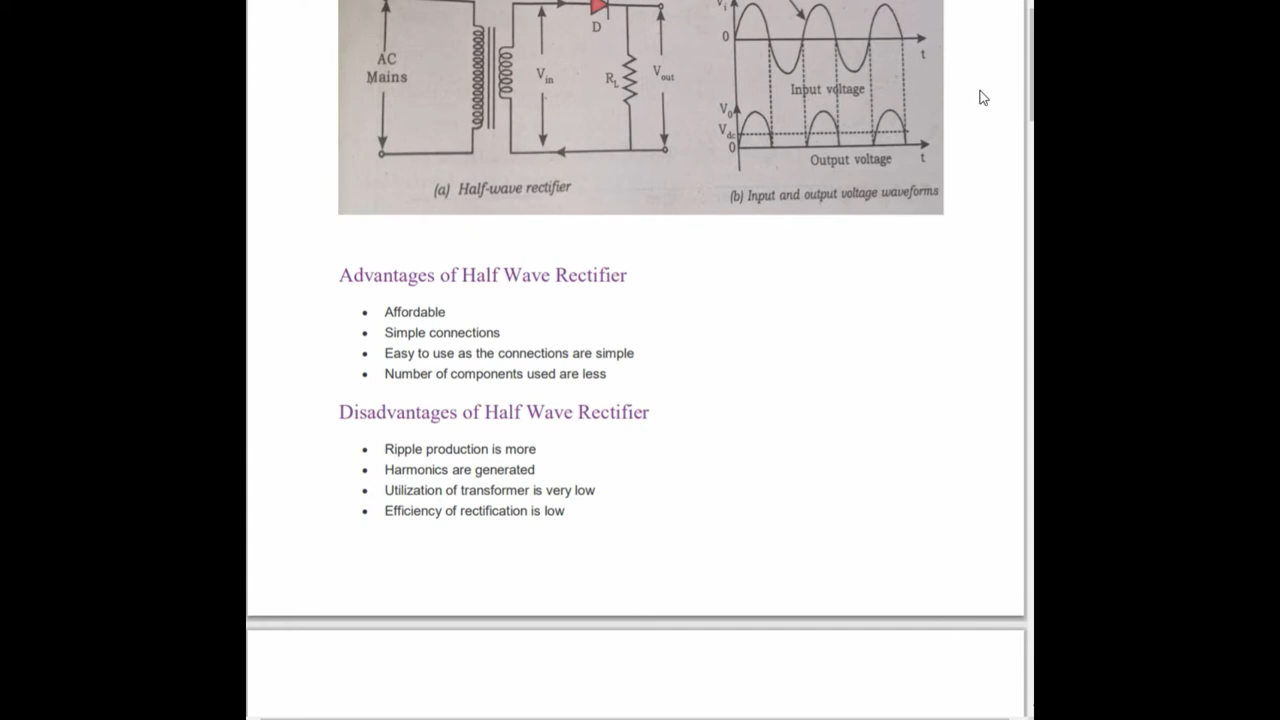 Vi
D
0
AC
Mains
Vin
RL
Vout
t
Input voltage
V0
Vdc
0
Output voltage
t
(a) Half-wave rectifier
(b) Input and output voltage waveforms
Advantages of Half Wave Rectifier
• Affordable
• Simple connections
• Easy to use as the connections are simple
• Number of components used are less
Disadvantages of Half Wave Rectifier
• Ripple production is more
• Harmonics are generated
• Utilization of transformer is very low
• Efficiency of rectification is low